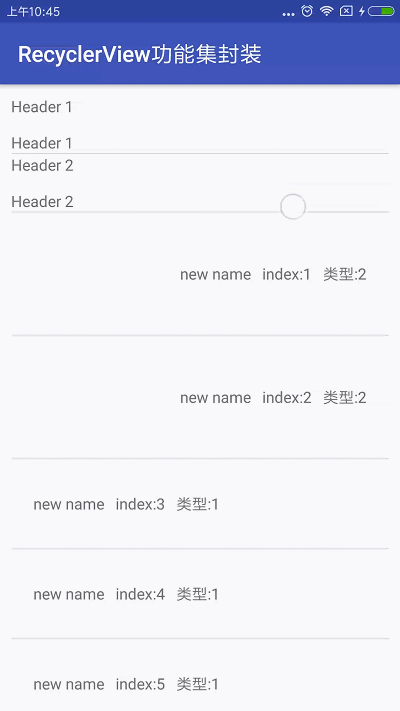 上午10:45
RecyclerView功能集封装
Header 1
Header 1
Header 2
Header 2
new name index:1 类型:2
new name index:2 类型:2
new name index:3 类型:1
new name index:4 类型:1
new name index:5 类型:1